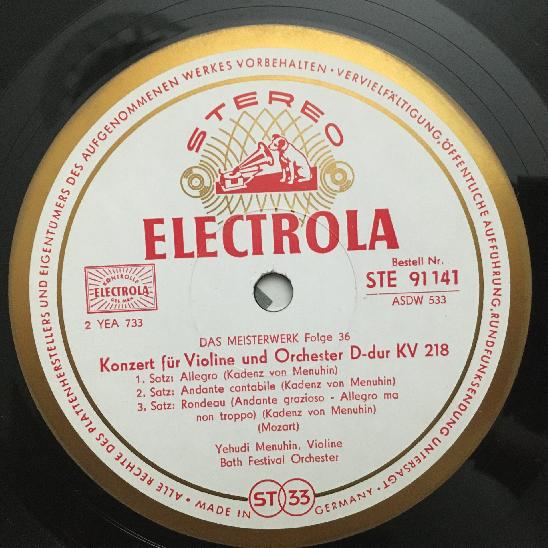 ALLE RECHTE DES PLATTENHERSTELLERS UND EIGENTÜMERS DES AUFGENOMMENEN WERKES VORBEHALTEN · VERVIELFÄLTIGUNG, ÖFFENTLICHE AUFFÜHRUNG, RUNDFUNKSENDUNG UNTERSAGT ·
STEREO
ELECTROLA
Bestell Nr.
STE 91141
ASDW 533
KONTROLLE
ELECTROLA
GES MBH
2 YEA 733
DAS MEISTERWERK Folge 36
Konzert für Violine und Orchester D-dur KV 218
1. Satz: Allegro (Kadenz von Menuhin)
2. Satz: Andante cantabile (Kadenz von Menuhin)
3. Satz: Rondeau (Andante grazioso - Allegro ma
non troppo) (Kadenz von Menuhin)
(Mozart)
Yehudi Menuhin, Violine
Bath Festival Orchester
MADE IN GERMANY
ST 33